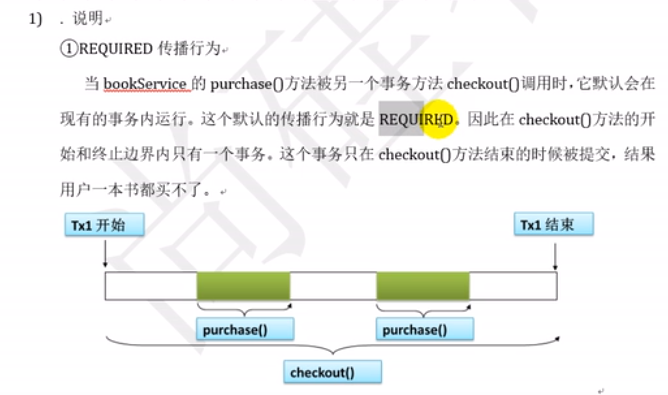 1) . 说明
①REQUIRED 传播行为
当 bookService 的 purchase()方法被另一个事务方法 checkout()调用时,它默认会在
现有的事务内运行。这个默认的传播行为就是 REQUIRED。因此在 checkout()方法的开
始和终止边界内只有一个事务。这个事务只在 checkout()方法结束的时候被提交,结果
用户一本书都买不了。
Tx1 开始
Tx1 结束
purchase()
purchase()
checkout()